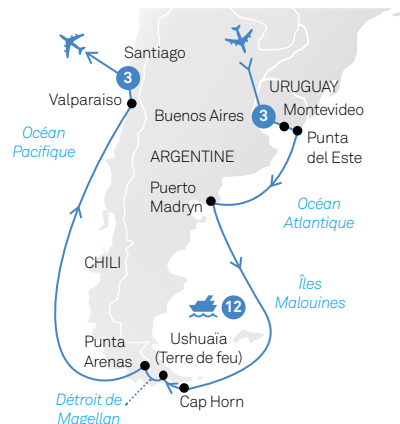 Santiago
3
Valparaiso
Océan
Pacifique
URUGUAY
Montevideo
Buenos Aires
3
Punta
del Este
ARGENTINE
Puerto
Madryn
Océan
Atlantique
CHILI
Îles
Malouines
12
Punta
Arenas
Ushuaïa
(Terre de feu)
Détroit de
Magellan
Cap Horn